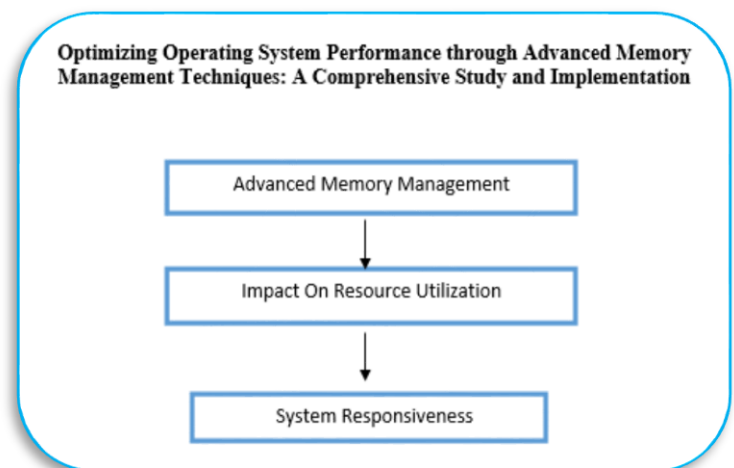 Optimizing Operating System Performance through Advanced Memory
Management Techniques: A Comprehensive Study and Implementation
Advanced Memory Management
Impact On Resource Utilization
System Responsiveness